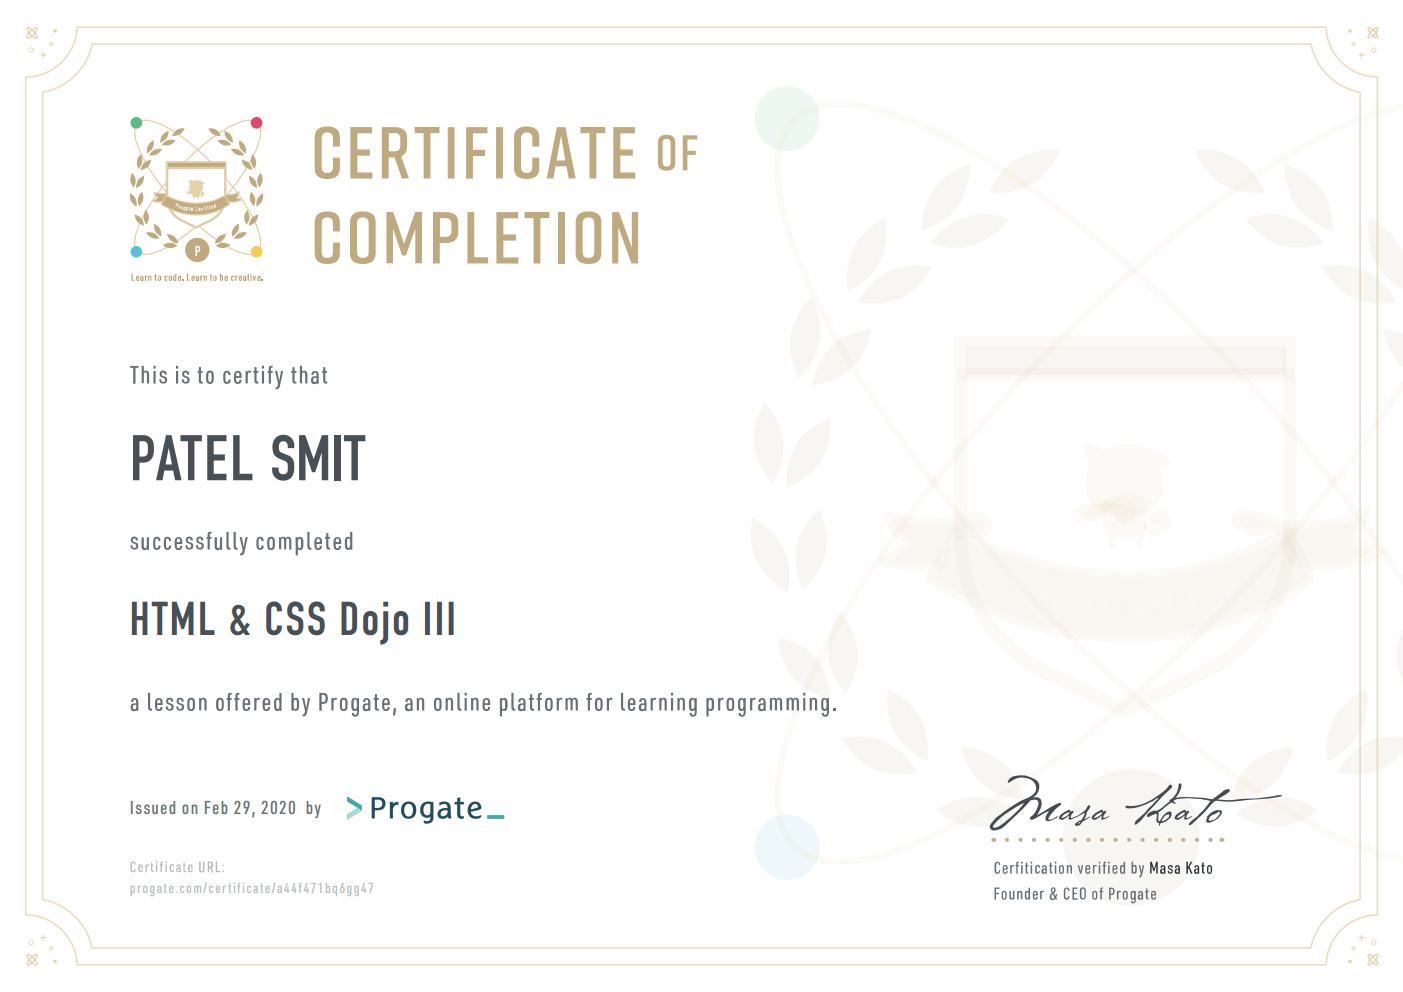 CERTIFICATE OF
COMPLETION
Progate Certified
P
Learn to code. Learn to be creative.
This is to certify that
PATEL SMIT
successfully completed
HTML & CSS Dojo III
a lesson offered by Progate, an online platform for learning programming.
Issued on Feb 29, 2020 by Progate_
Certificate URL:
progate.com/certificate/a44f471bq6gg47
Masa Kato
Cerfitication verified by Masa Kato
Founder & CEO of Progate